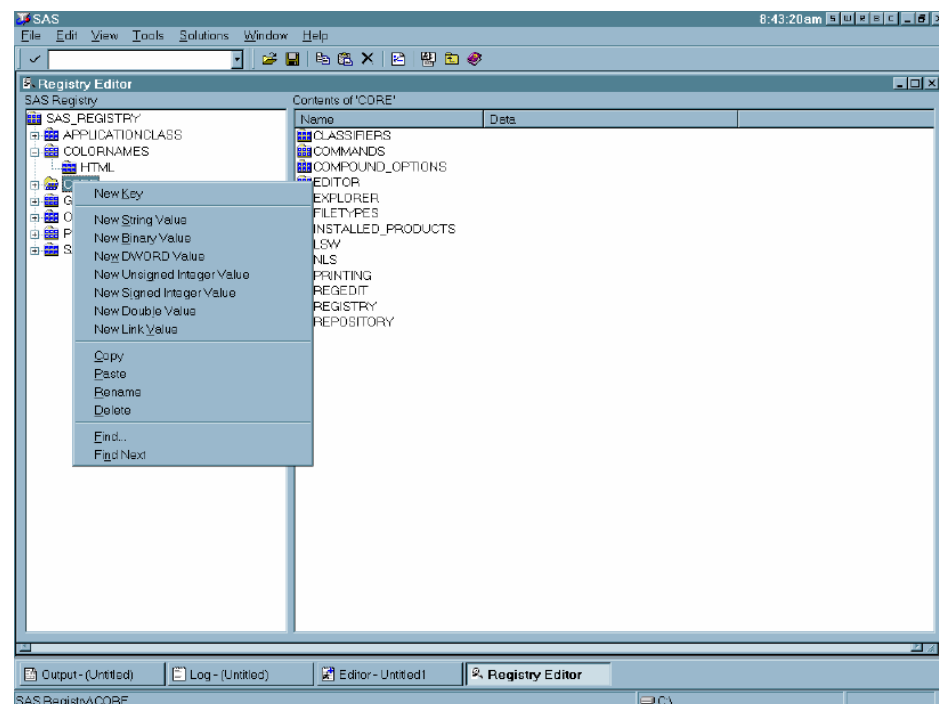 SAS
8:43:20am
File Edit View Tools Solutions Window Help
Registry Editor
SAS Registry
Contents of 'CORE'
SAS_REGISTRY
APPLICATIONCLASS
COLORNAMES
HTML
C
G
O
P
S
New Key
New String Value
New Binary Value
New DWORD Value
New Unsigned Integer Value
New Signed Integer Value
New Double Value
New Link Value
Copy
Paste
Rename
Delete
Find...
Find Next
Name Data
CLASSIFIERS
COMMANDS
COMPOUND_OPTIONS
EDITOR
EXPLORER
FILETYPES
INSTALLED_PRODUCTS
LSW
NLS
PRINTING
REGEDIT
REGISTRY
REPOSITORY
Output - (Untitled) Log - (Untitled) Editor - Untitled1 Registry Editor
SAS Registry\CORE C:\